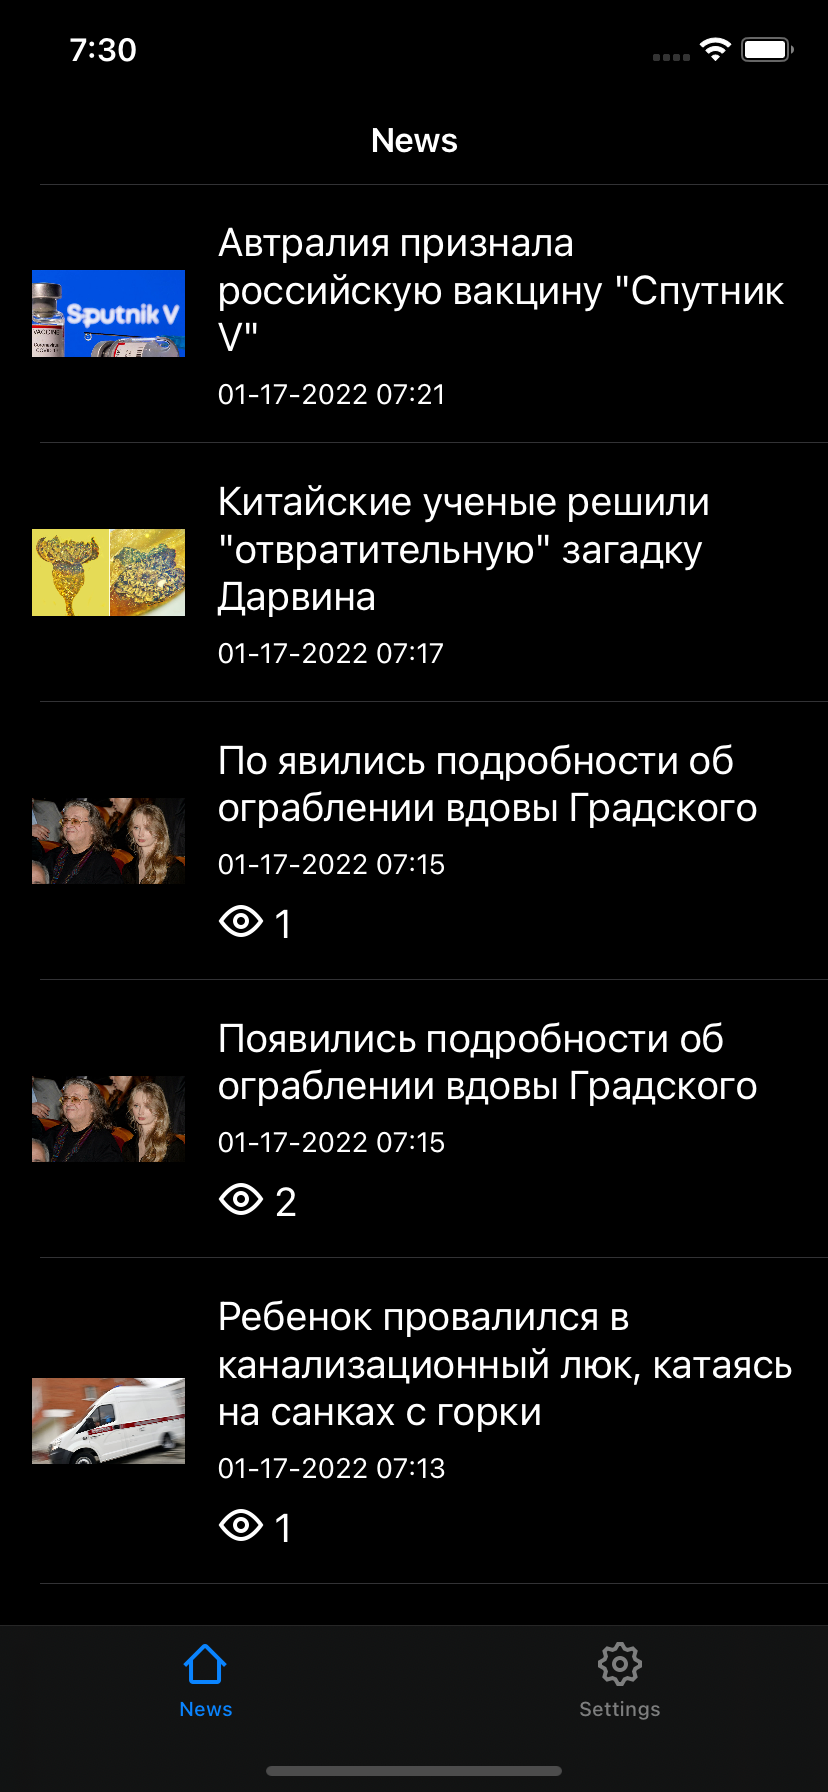 7:30
News
Автралия признала
российскую вакцину "Спутник
V"
Sputnik V
VACCINE
01-17-2022 07:21
Китайские ученые решили
"отвратительную" загадку
Дарвина
01-17-2022 07:17
По явились подробности об
ограблении вдовы Градского
01-17-2022 07:15
1
Появились подробности об
ограблении вдовы Градского
01-17-2022 07:15
2
Ребенок провалился в
канализационный люк, катаясь
на санках с горки
01-17-2022 07:13
1
News
Settings